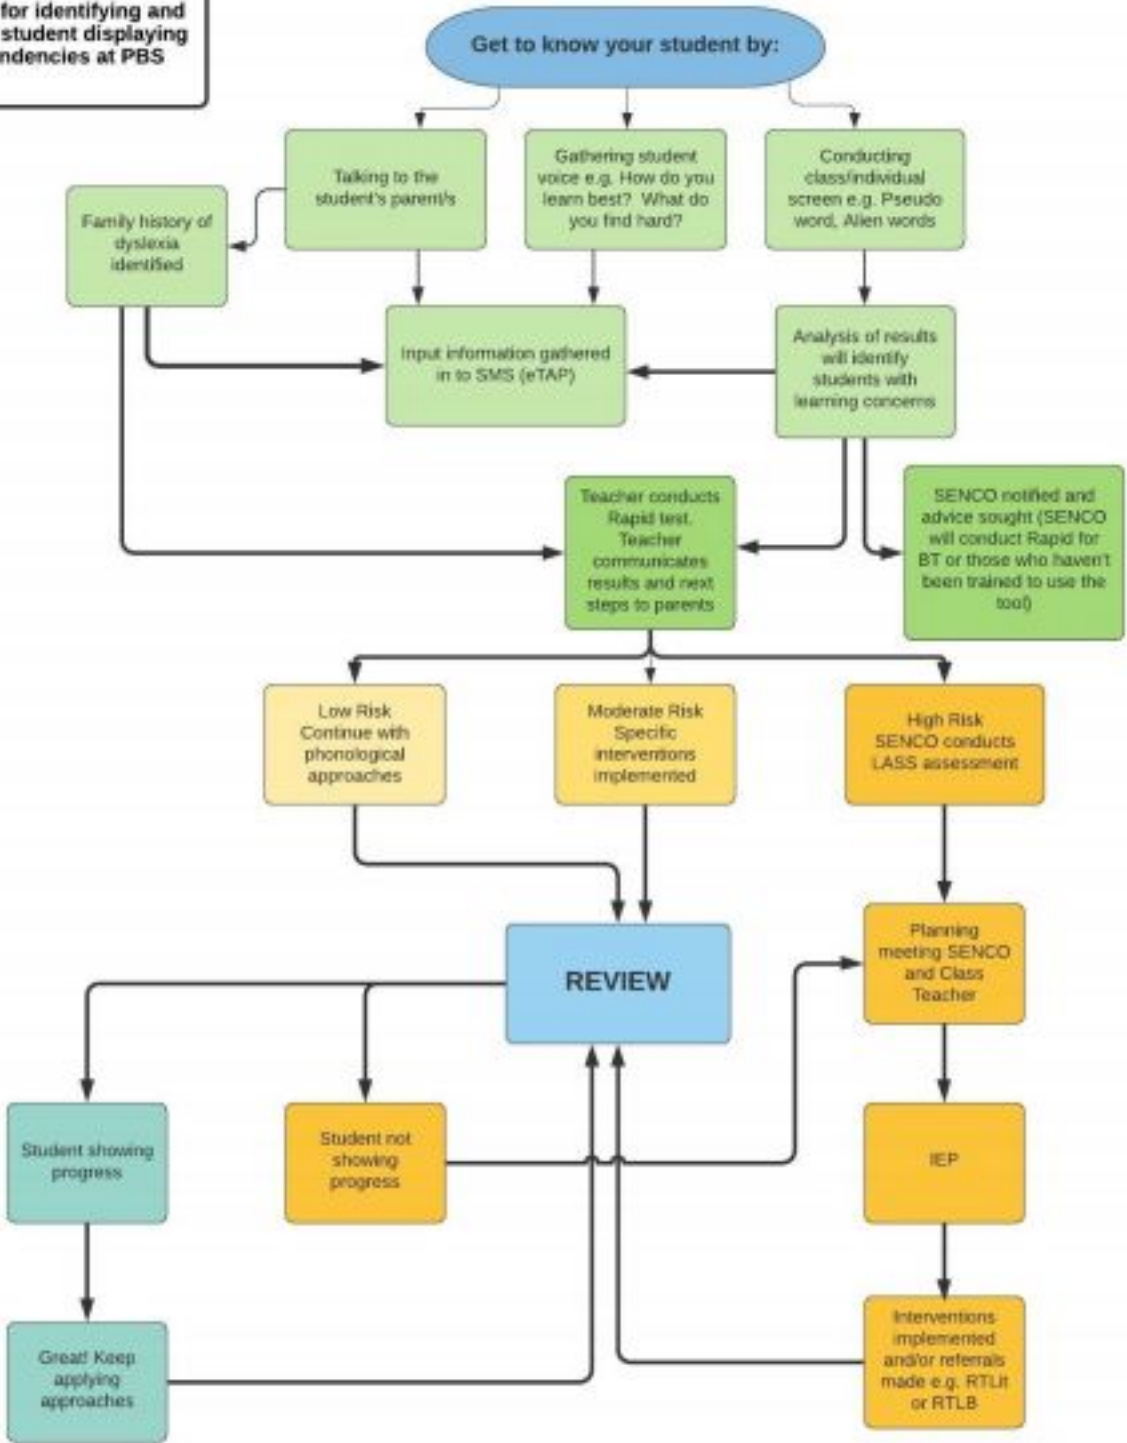 for identifying and
student displaying
ndencies at PBS
Get to know your student by:
Talking to the
student's parent/s
Gathering student
voice e.g. How do you
learn best? What do
you find hard?
Conducting
class/individual
screen e.g. Pseudo
word, Alien words
Family history of
dyslexia
identified
Input information gathered
in to SMS (eTAP)
Analysis of results
will identify
students with
learning concerns
Teacher conducts
Rapid test.
Teacher
communicates
results and next
steps to parents
SENCO notified and
advice sought (SENCO
will conduct Rapid for
BT or those who haven't
been trained to use the
tool)
Low Risk
Continue with
phonological
approaches
Moderate Risk
Specific
interventions
implemented
High Risk
SENCO conducts
LASS assessment
REVIEW
Planning
meeting SENCO
and Class
Teacher
Student showing
progress
Student not
showing
progress
IEP
Great! Keep
applying
approaches
Interventions
implemented
and/or referrals
made e.g. RTLit
or RTLB